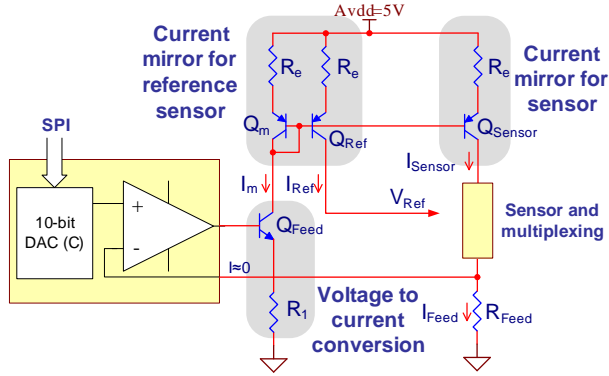 Avdd=5V
Current
mirror for
reference
sensor
Re
Re
Re
Current
mirror for
sensor
Qm
QRef
QSensor
SPI
ISensor
Im
IRef
VRef
Sensor and
multiplexing
10-bit
DAC (C)
+
-
QFeed
I≈0
R1
Voltage to
current
conversion
IFeed
RFeed